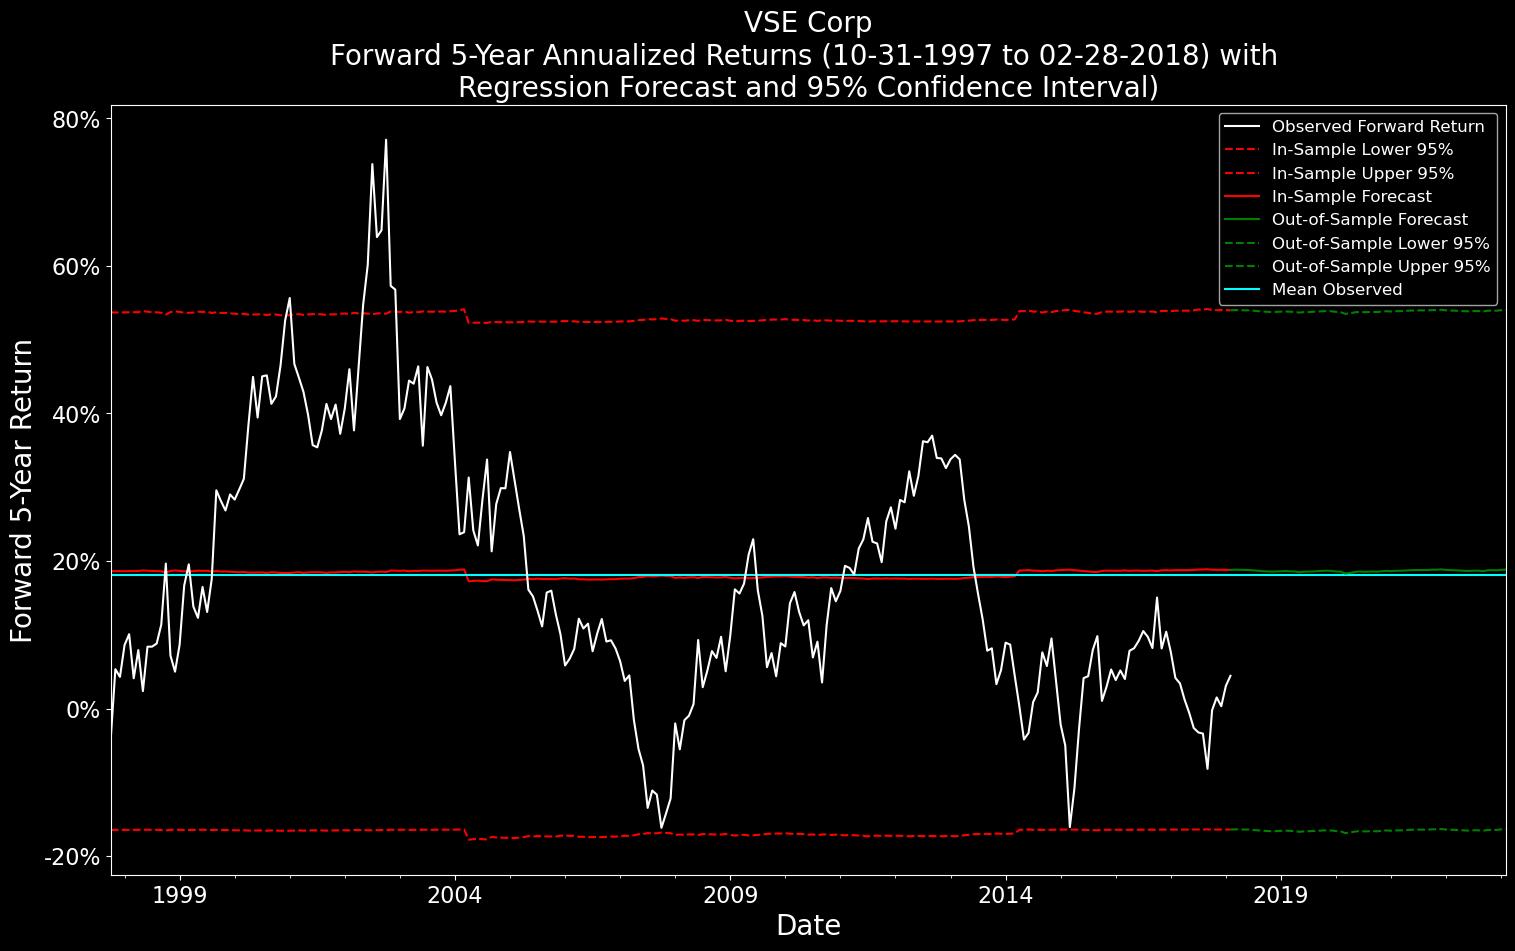 VSE Corp
Forward 5-Year Annualized Returns (10-31-1997 to 02-28-2018) with
Regression Forecast and 95% Confidence Interval)
Forward 5-Year Return
80%
60%
40%
20%
0%
-20%
Observed Forward Return
In-Sample Lower 95%
In-Sample Upper 95%
In-Sample Forecast
Out-of-Sample Forecast
Out-of-Sample Lower 95%
Out-of-Sample Upper 95%
Mean Observed
1999 2004 2009 2014 2019
Date